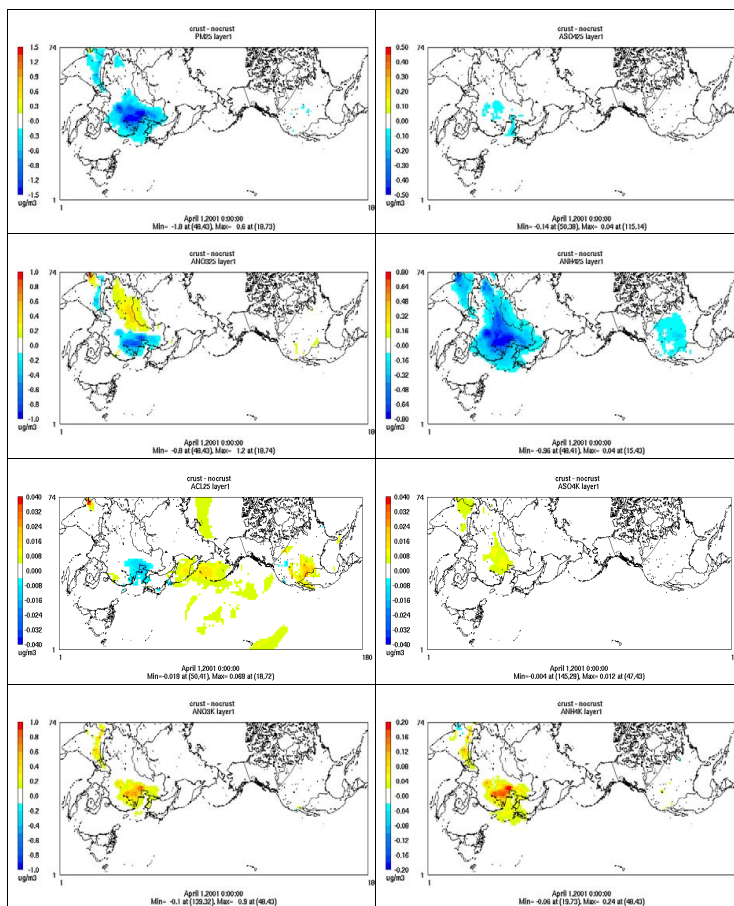 crust - nocrust
PM25 layer1
1.5
1.2
0.9
0.6
0.3
0.0
-0.3
-0.6
-0.8
-1.2
-1.5
ug/m3
74
1
1
18
April 1,2001 0:00:00
Min= -1.8 at (48,43), Max= 0.6 at (18,73)
crust - nocrust
ASO425 layer1
0.50
0.40
0.30
0.20
0.10
0.00
-0.10
-0.20
-0.30
-0.40
-0.50
ug/m3
74
1
1
April 1,2001 0:00:00
Min= -0.14 at (50,38), Max= 0.04 at (115,14)
crust - nocrust
ANO325 layer1
1.0
0.8
0.6
0.4
0.2
0.0
-0.2
-0.4
-0.6
-0.8
-1.0
ug/m3
74
1
1
April 1,2001 0:00:00
Min= -0.8 at (48,43), Max= 1.2 at (18,74)
crust - nocrust
ANH425 layer1
0.80
0.64
0.48
0.32
0.16
-0.00
-0.16
-0.32
-0.48
-0.64
-0.80
ug/m3
74
1
1
April 1,2001 0:00:00
Min= -0.96 at (48,41), Max= 0.04 at (15,43)
crust - nocrust
ACL25 layer1
0.040
0.032
0.024
0.016
0.008
0.000
-0.008
-0.016
-0.024
-0.032
-0.040
ug/m3
74
1
1
180
April 1,2001 0:00:00
Min=-0.019 at (50,41), Max= 0.069 at (18,72)
crust - nocrust
ASO4K layer1
0.040
0.032
0.024
0.016
0.008
0.000
-0.008
-0.016
-0.024
-0.032
-0.040
ug/m3
74
1
1
April 1,2001 0:00:00
Min=-0.004 at (145,29), Max= 0.012 at (47,43)
crust - nocrust
ANO3K layer1
1.0
0.8
0.6
0.4
0.2
0.0
-0.2
-0.4
-0.6
-0.8
-1.0
ug/m3
74
1
1
April 1,2001 0:00:00
Min= -0.1 at (139,32), Max= 0.9 at (48,43)
crust - nocrust
ANH4K layer1
0.20
0.16
0.12
0.08
0.04
0.00
-0.04
-0.08
-0.12
-0.16
-0.20
ug/m3
74
1
1
April 1,2001 0:00:00
Min= -0.06 at (19,73), Max= 0.24 at (48,43)